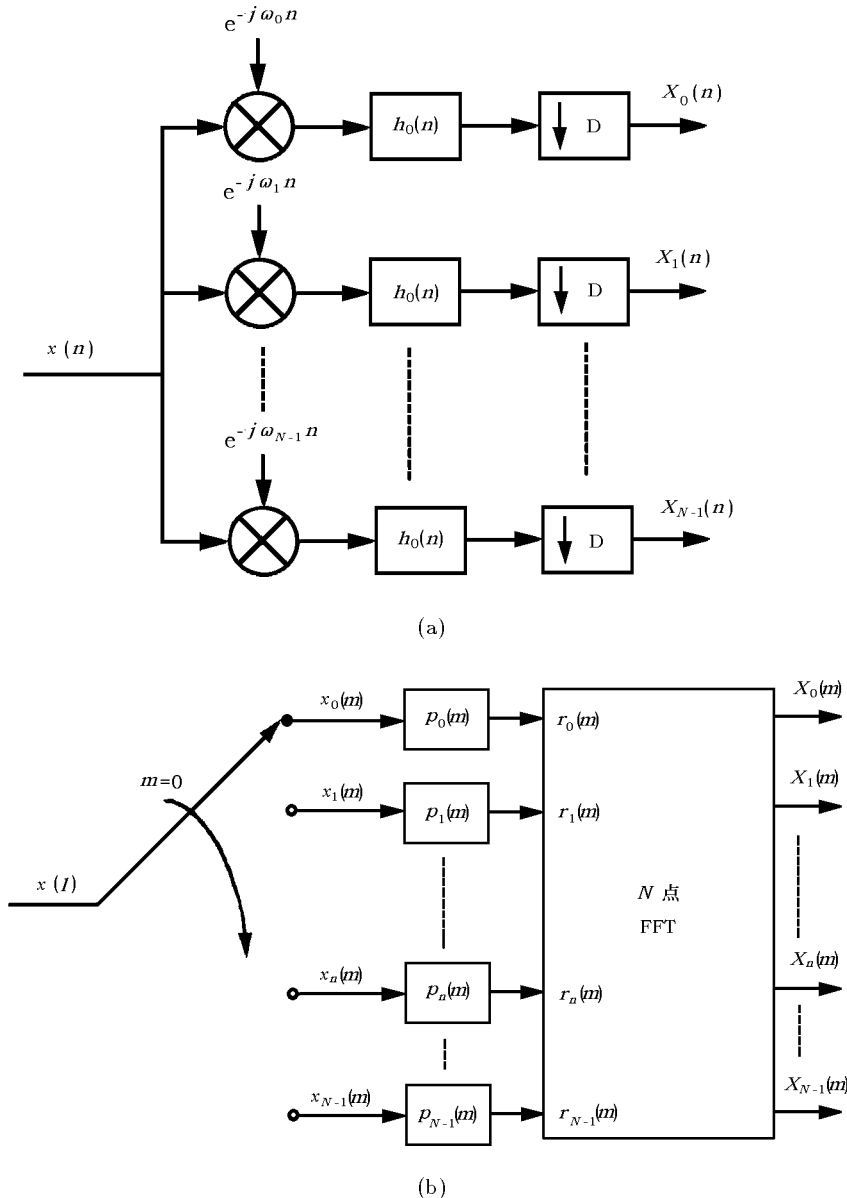 e^{-jω_0 n}
X_0(n)
h_0(n)
D
e^{-jω_1 n}
X_1(n)
h_0(n)
D
x(n)
e^{-jω_{N-1} n}
X_{N-1}(n)
h_0(n)
D
(a)
x_0(m)
p_0(m)
r_0(m)
X_0(m)
m=0
x_1(m)
p_1(m)
r_1(m)
X_1(m)
x(1)
N 点
FFT
x_n(m)
p_n(m)
r_n(m)
X_n(m)
x_{N-1}(m)
p_{N-1}(m)
r_{N-1}(m)
X_{N-1}(m)
(b)